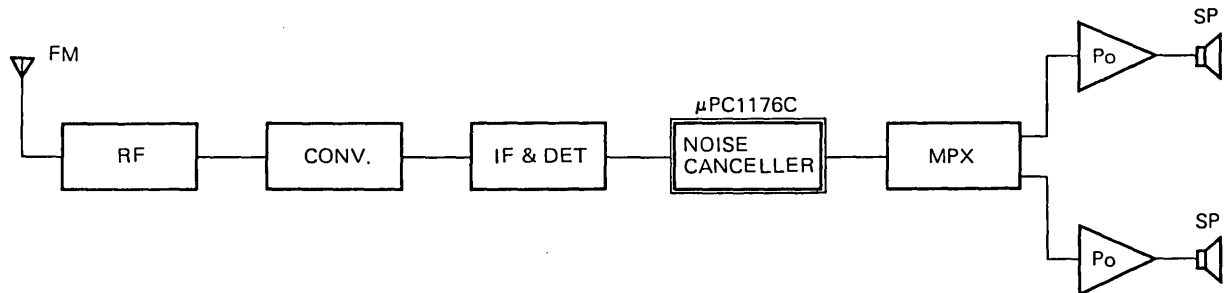 FM
RF
CONV.
IF & DET
μPC1176C
NOISE
CANCELLER
MPX
Po
SP
Po
SP